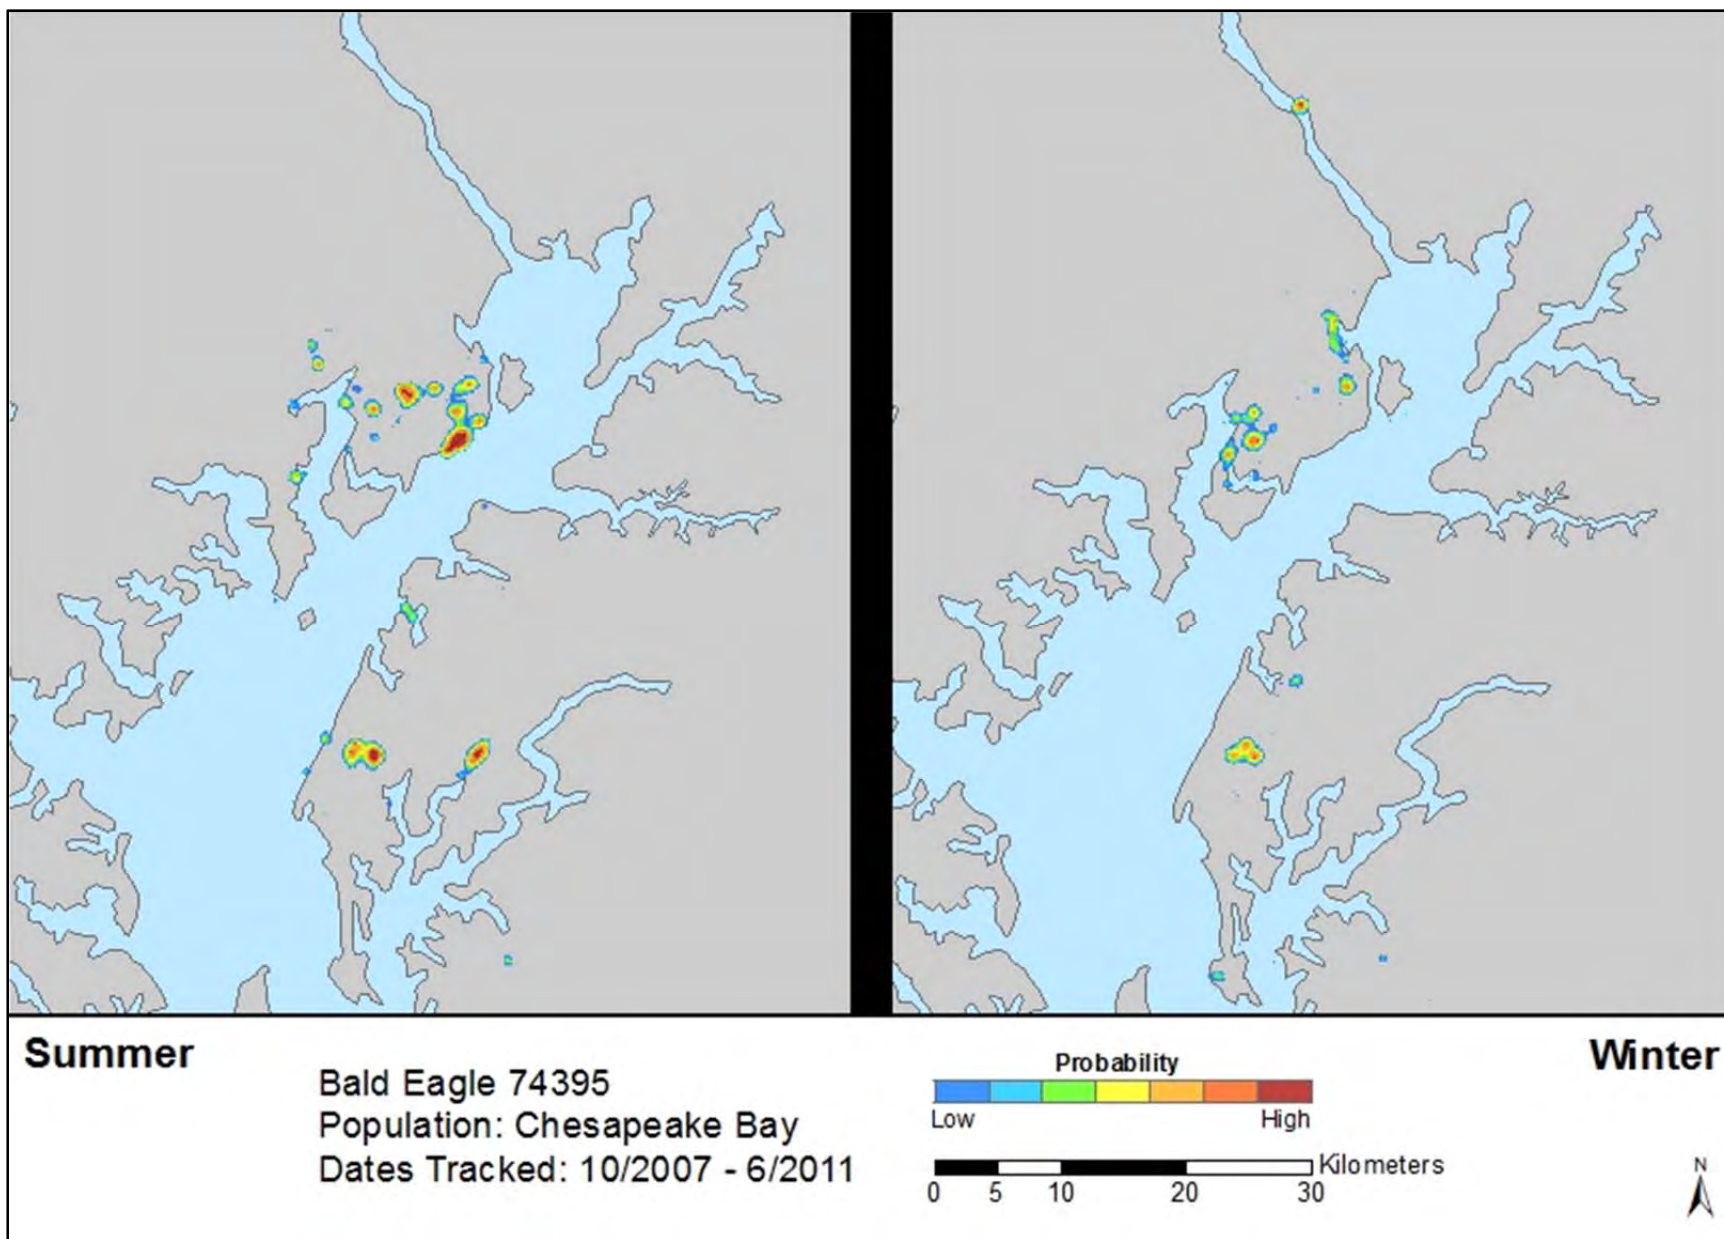 Summer
Winter
Bald Eagle 74395
Population: Chesapeake Bay
Dates Tracked: 10/2007 - 6/2011
Probability
Low High
Kilometers
0 5 10 20 30
N